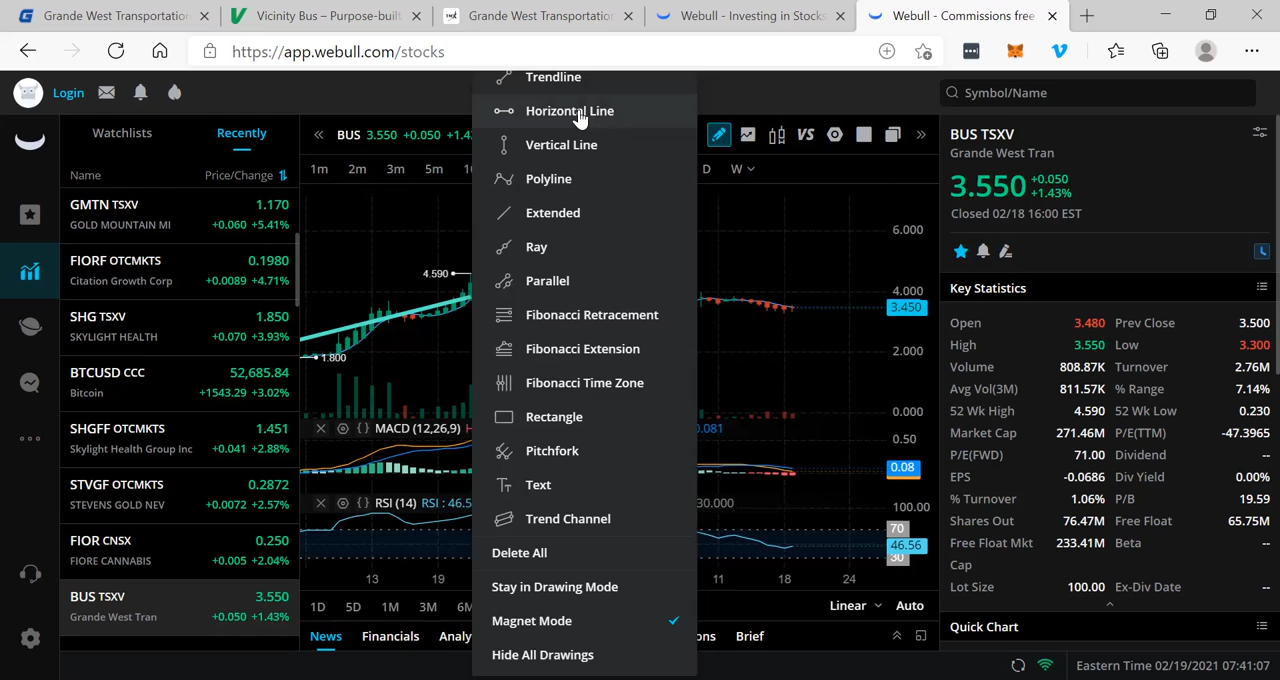 Grande West Transportation
Vicinity Bus – Purpose-built
Grande West Transportation
Webull - Investing in Stocks
Webull - Commissions free
https://app.webull.com/stocks
Login
Symbol/Name
Watchlists
Recently
Name
Price/Change
GMTN TSXV 1.170
GOLD MOUNTAIN MI +0.060 +5.41%
FIORF OTCMKTS 0.1980
Citation Growth Corp +0.0089 +4.71%
SHG TSXV 1.850
SKYLIGHT HEALTH +0.070 +3.93%
BTCUSD CCC 52,685.84
Bitcoin +1543.29 +3.02%
SHGFF OTCMKTS 1.451
Skylight Health Group Inc +0.041 +2.88%
STGF OTCMKTS 0.2872
STEVENS GOLD NEV +0.0072 +2.57%
FIOR CNSX 0.250
FIORE CANNABIS +0.005 +2.04%
BUS TSXV 3.550
Grande West Tran +0.050 +1.43%
BUS 3.550 +0.050
VS
1m 2m 3m 5m
D W
4.590
1.800
6.000
4.000
3.450
2.000
0.000
MACD (12,26,9)
0.50
0.08
RSI (14) RSI : 46.5
30.000
100.00
70
46.56
30
13 19 11 18 24
1D 5D 1M 3M
Linear Auto
News Financials
Brief
Trendline
Horizontal Line
Vertical Line
Polyline
Extended
Ray
Parallel
Fibonacci Retracement
Fibonacci Extension
Fibonacci Time Zone
Rectangle
Pitchfork
Text
Trend Channel
Delete All
Stay in Drawing Mode
Magnet Mode
Hide All Drawings
BUS TSXV
Grande West Tran
3.550 +0.050
+1.43%
Closed 02/18 16:00 EST
Key Statistics
Open 3.480 Prev Close 3.500
High 3.550 Low 3.300
Volume 808.87K Turnover 2.76M
Avg Vol(3M) 811.57K % Range 7.14%
52 Wk High 4.590 52 Wk Low 0.230
Market Cap 271.46M P/E(TTM) -47.3965
P/E(FWD) 71.00 Dividend --
EPS -0.0686 Div Yield 0.00%
% Turnover 1.06% P/B 19.59
Shares Out 76.47M Free Float 65.75M
Free Float Mkt Cap 233.41M Beta --
Lot Size 100.00 Ex-Div Date --
Quick Chart
Eastern Time 02/19/2021 07:41:07